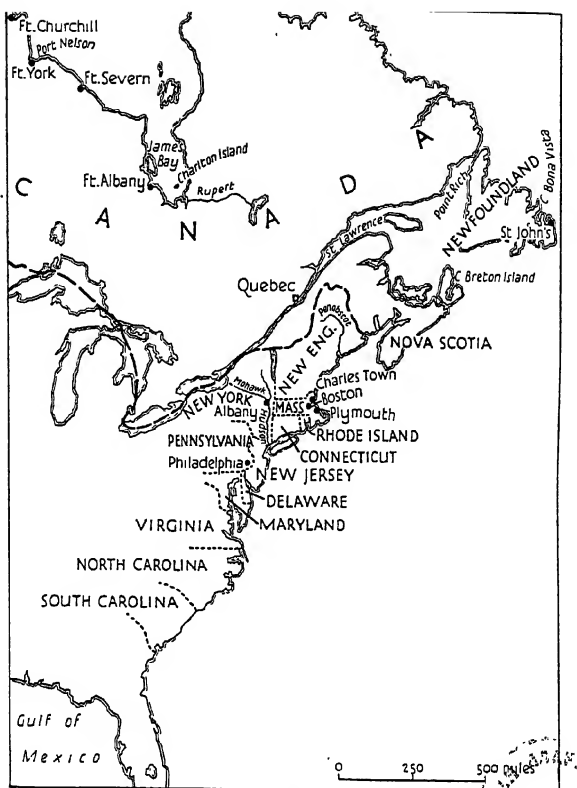 Ft.Churchill
Port Nelson
Ft.York
Ft.Severn
James
Bay
Charlton Island
Ft.Albany
Rupert
CANADA
Point Rich
NEWFOUNDLAND
C Bona Vista
St John's
St Lawrence
Quebec
C Breton Island
Penobscot
NOVA SCOTIA
NEW ENG.
Charles Town
Mohawk
NEW YORK
MASS
Boston
Albany
Hudson
Plymouth
RHODE ISLAND
PENNSYLVANIA
CONNECTICUT
Philadelphia
NEW JERSEY
DELAWARE
VIRGINIA
MARYLAND
NORTH CAROLINA
SOUTH CAROLINA
Gulf of
Mexico
0 250 500 miles